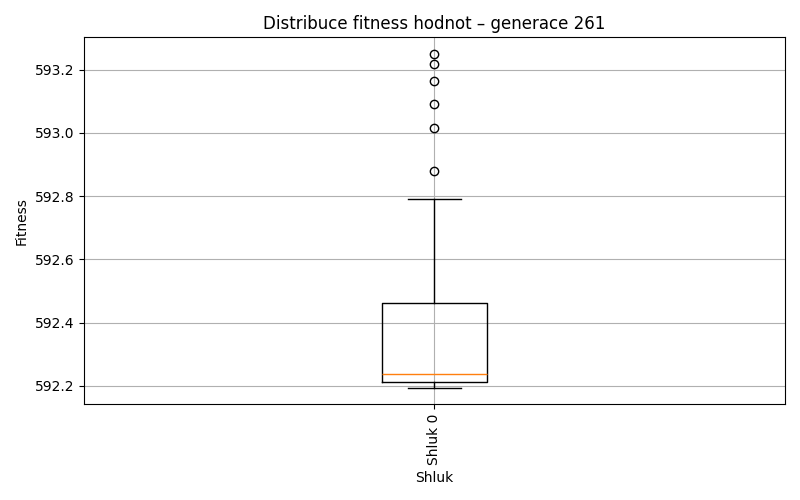 Distribuce fitness hodnot – generace 261
593.2
593.0
592.8
592.6
592.4
592.2
Fitness
Shluk 0
Shluk